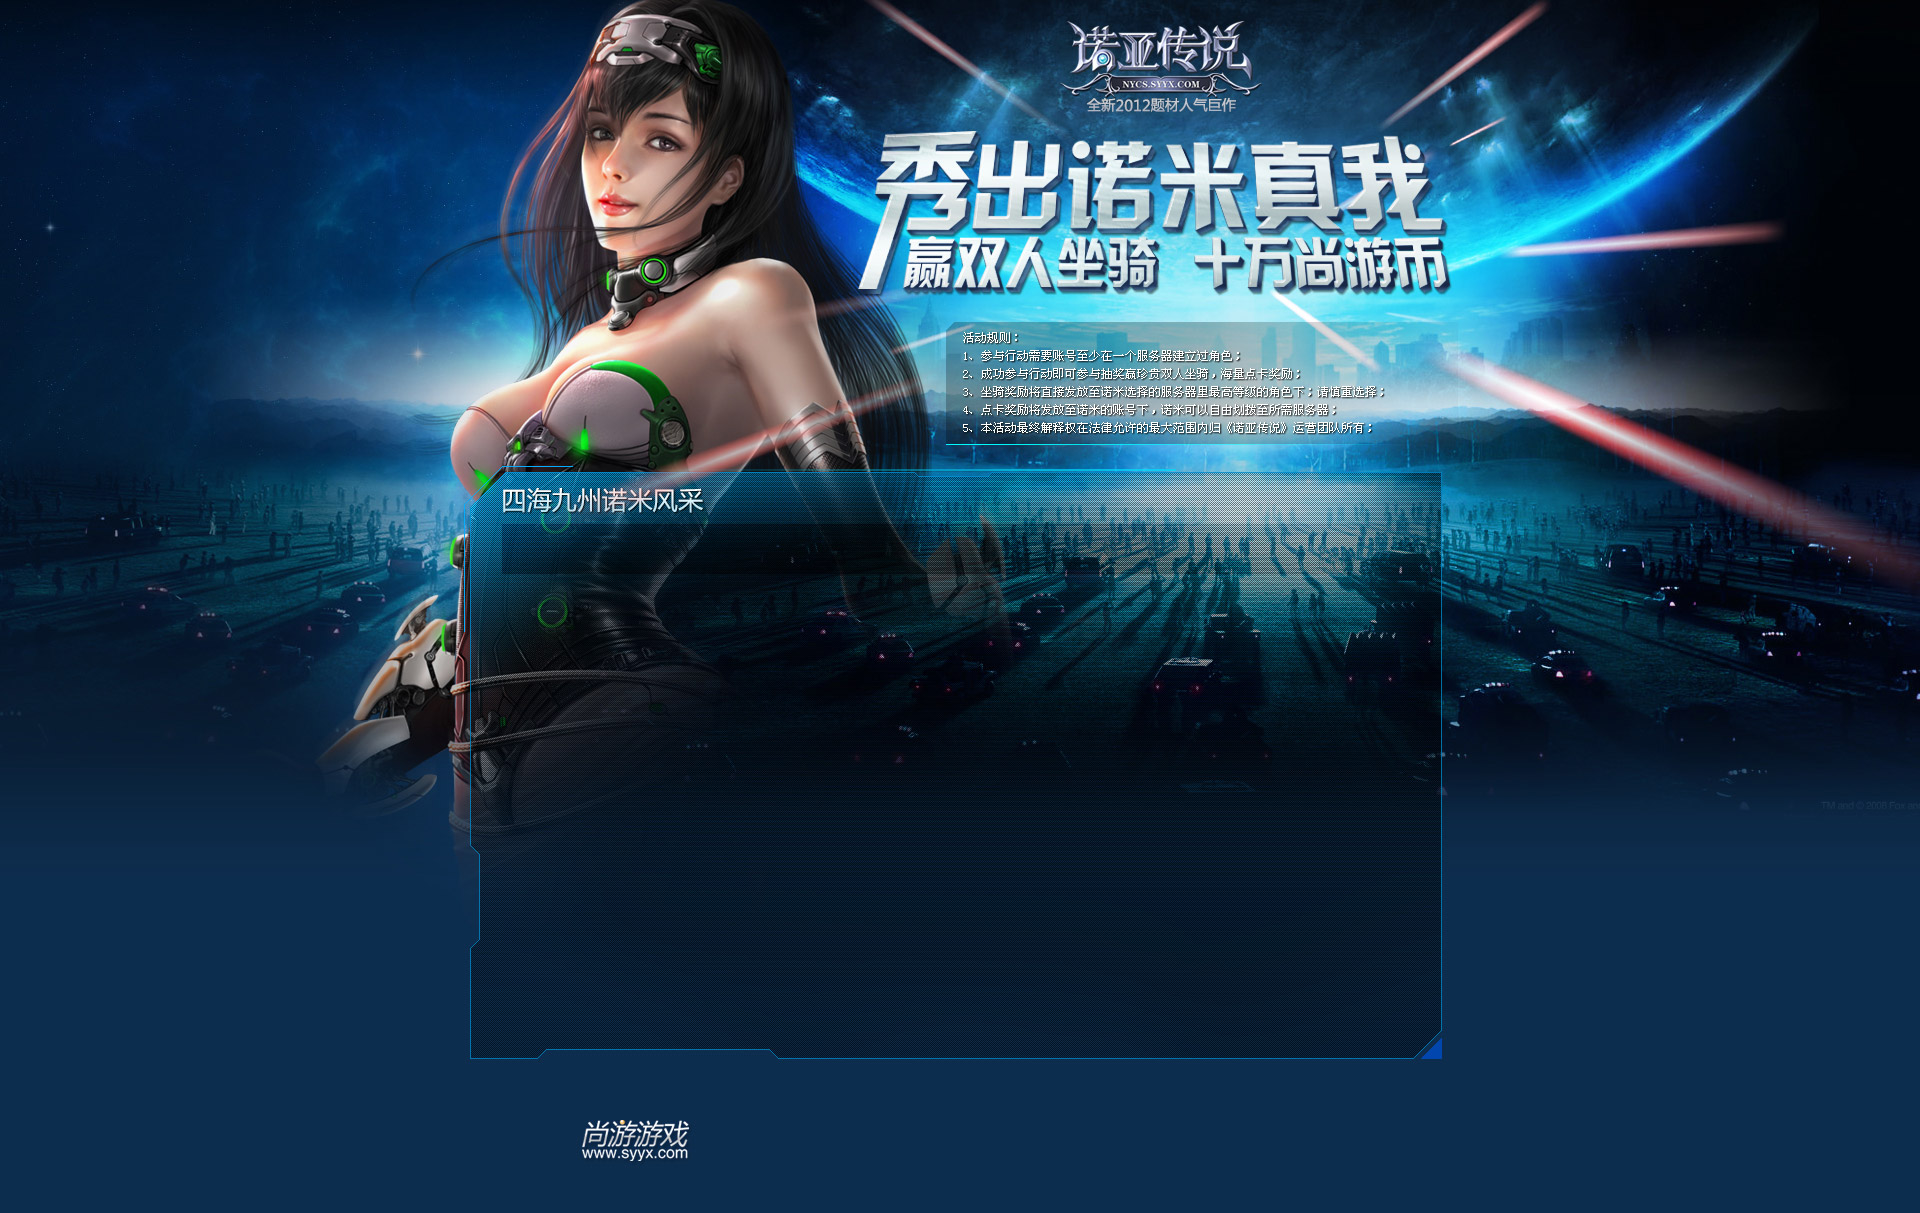 诺亚传说
NYCS.SYYX.COM
全新2012题材人气巨作
秀出诺米真我
赢双人坐骑 十万尚游币
活动规则：
1、参与行动需要账号至少在一个服务器建立过角色；
2、成功参与行动即可参与抽奖赢珍贵双人坐骑，海量点卡奖励；
3、坐骑奖励将直接发放至诺米选择的服务器里最高等级的角色下；请慎重选择；
4、点卡奖励将发放至诺米的账号下，诺米可以自由划拨至所需服务器；
5、本活动最终解释权在法律允许的最大范围内归《诺亚传说》运营团队所有；
四海九州诺米风采
TM and © 2008 Fox and
尚游游戏
www.syyx.com